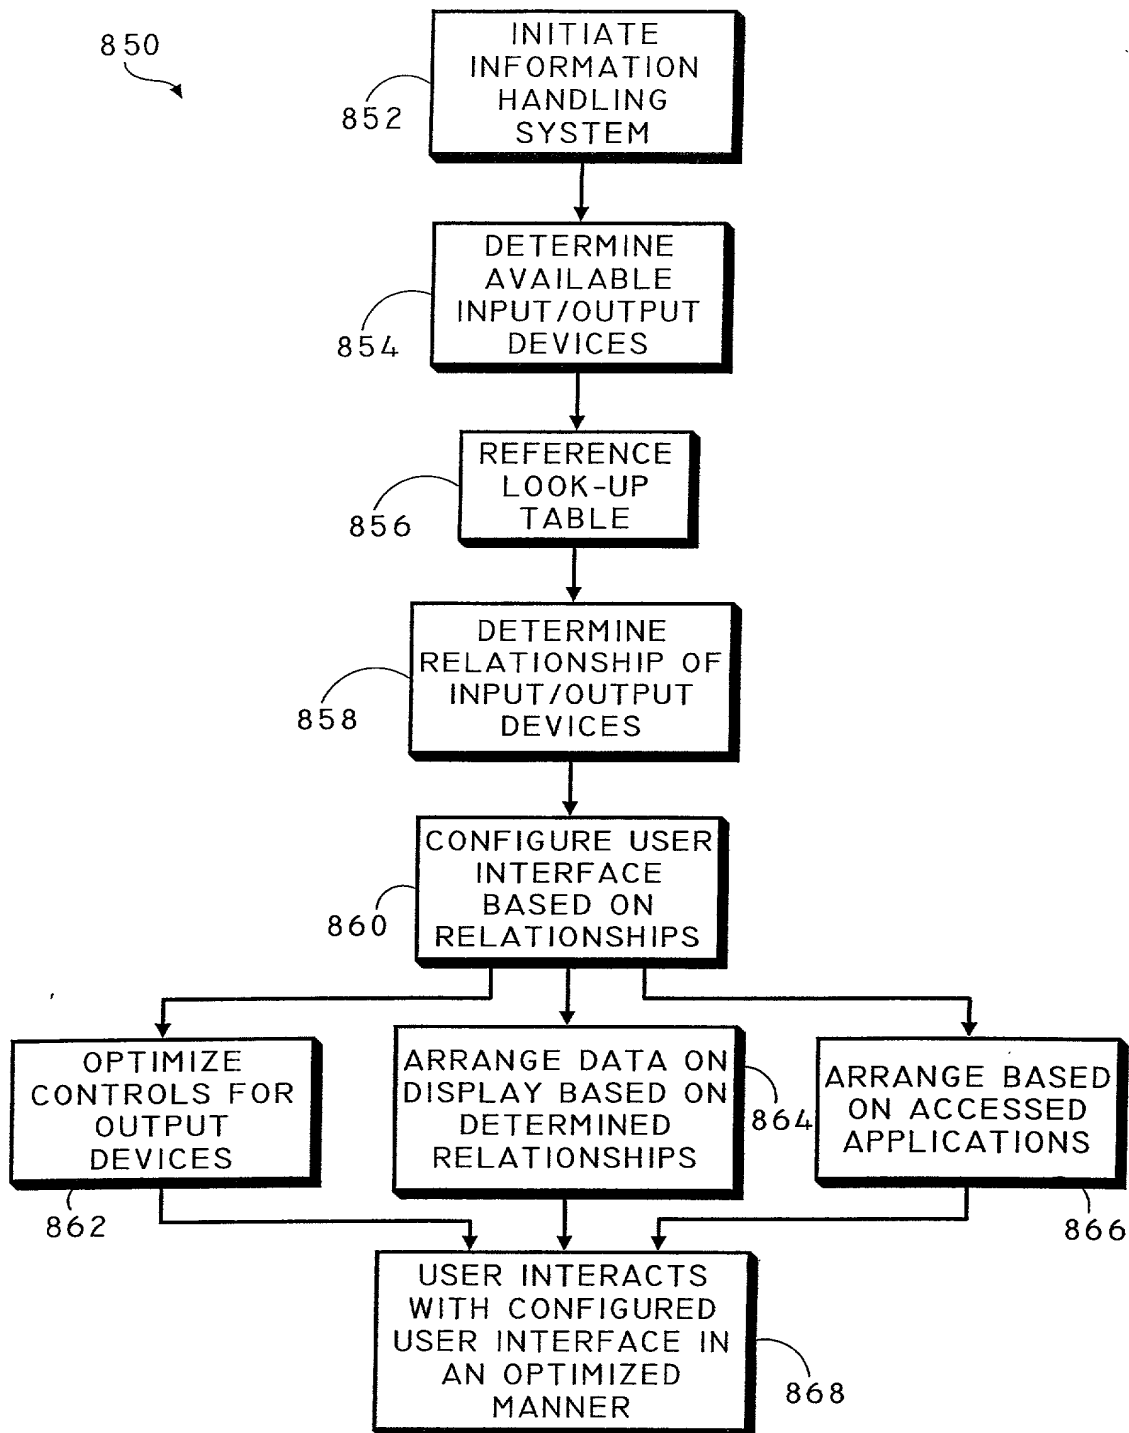 850
INITIATE
INFORMATION
HANDLING
SYSTEM
852
DETERMINE
AVAILABLE
INPUT/OUTPUT
DEVICES
854
REFERENCE
LOOK-UP
TABLE
856
DETERMINE
RELATIONSHIP OF
INPUT/OUTPUT
DEVICES
858
CONFIGURE USER
INTERFACE
BASED ON
RELATIONSHIPS
860
OPTIMIZE
CONTROLS FOR
OUTPUT
DEVICES
862
ARRANGE DATA ON
DISPLAY BASED ON
DETERMINED
RELATIONSHIPS
864
ARRANGE BASED
ON ACCESSED
APPLICATIONS
866
USER INTERACTS
WITH CONFIGURED
USER INTERFACE IN
AN OPTIMIZED
MANNER
868